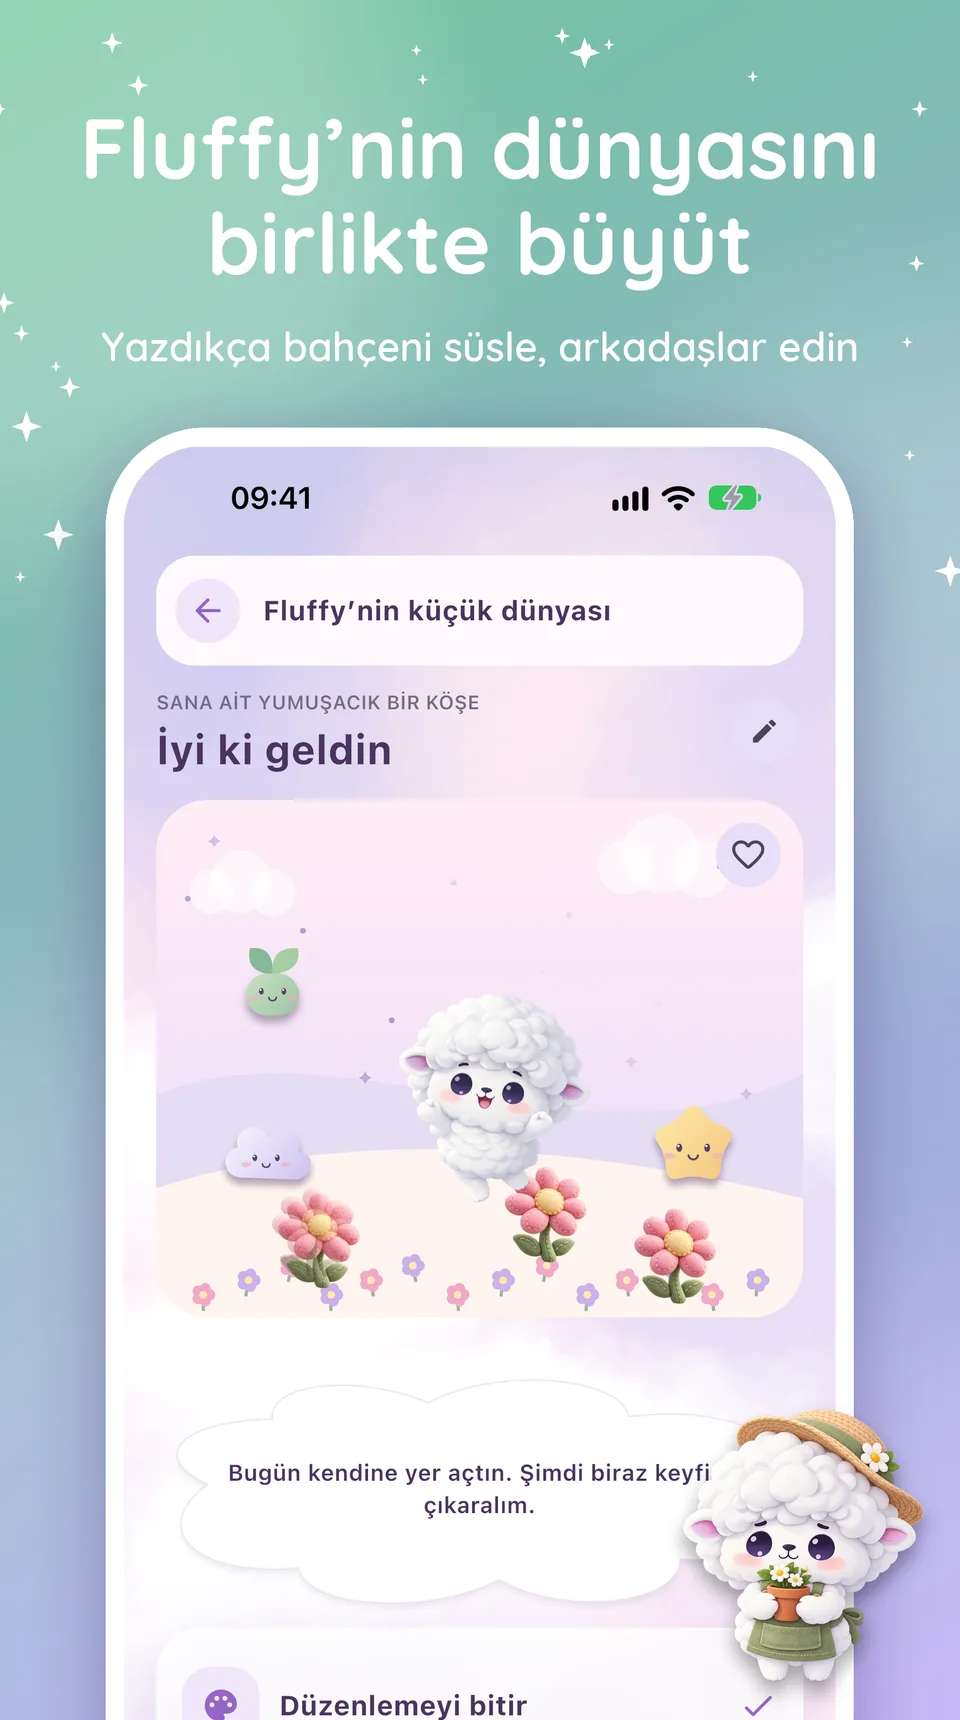 Fluffy’nin dünyasını
birlikte büyüt
Yazdıkça bahçeni süsle, arkadaşlar edin
09:41
Fluffy’nin küçük dünyası
SANA AİT YUMUŞACIK BİR KÖŞE
İyi ki geldin
Bugün kendine yer açtın. Şimdi biraz keyfi
çıkaralım.
Düzenlemeyi bitir